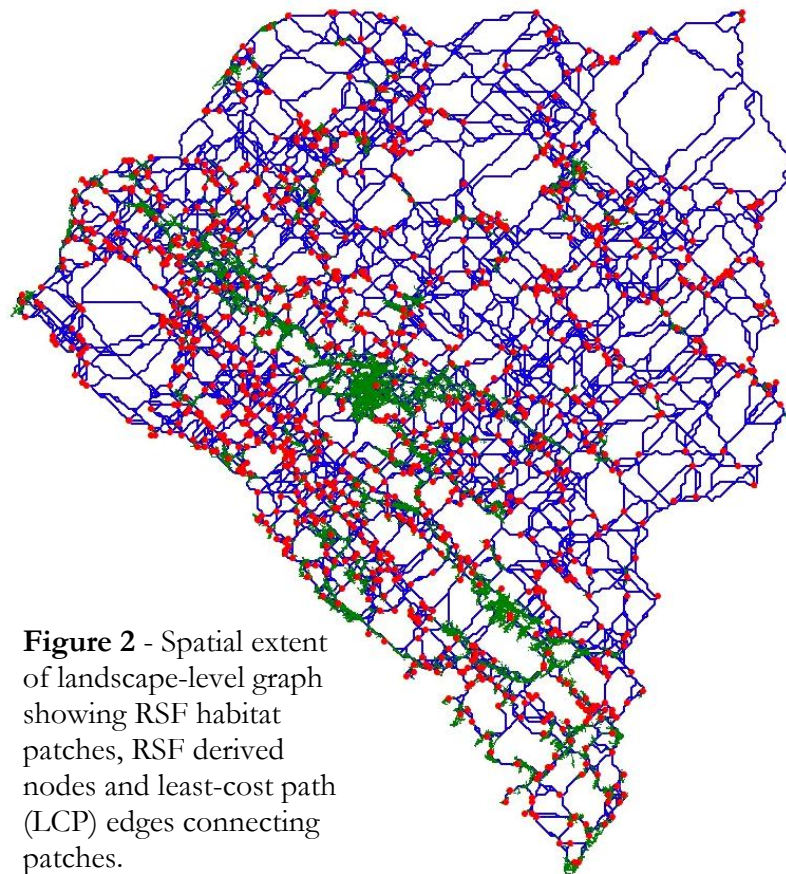 Figure 2 - Spatial extent
of landscape-level graph
showing RSF habitat
patches, RSF derived
nodes and least-cost path
(LCP) edges connecting
patches.